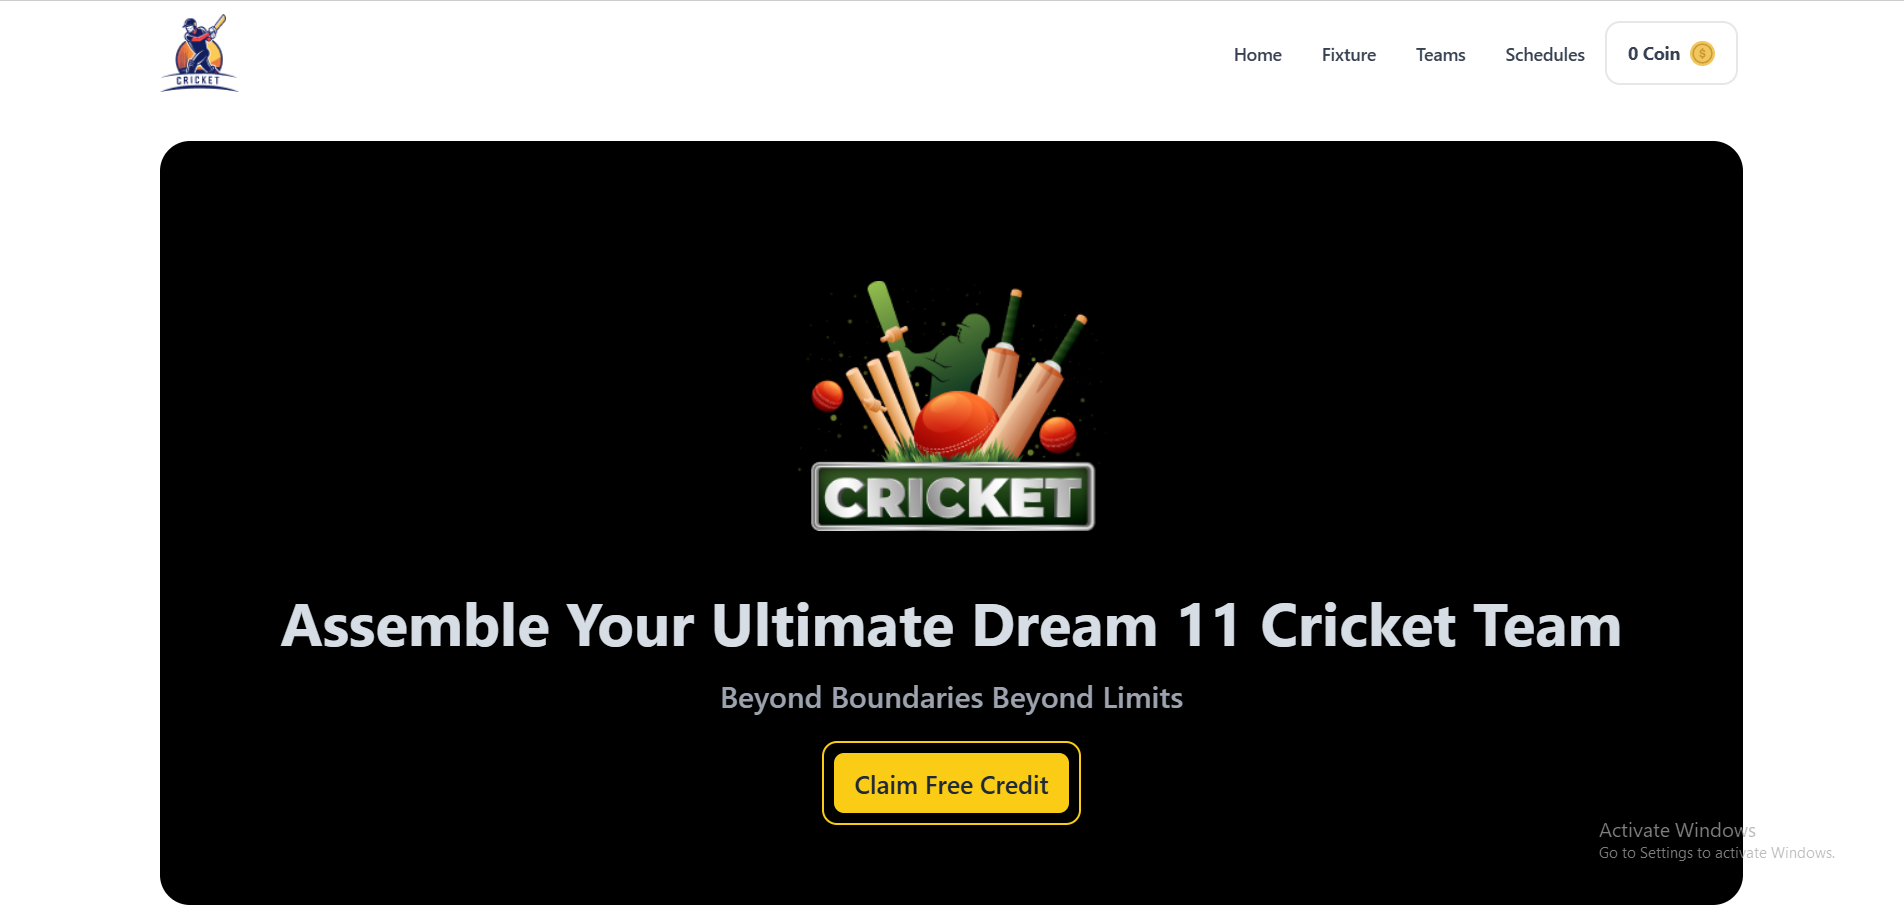 CRICKET
Home Fixture Teams Schedules 0 Coin
CRICKET
Assemble Your Ultimate Dream 11 Cricket Team
Beyond Boundaries Beyond Limits
Claim Free Credit
Activate Windows
Go to Settings to activate Windows.